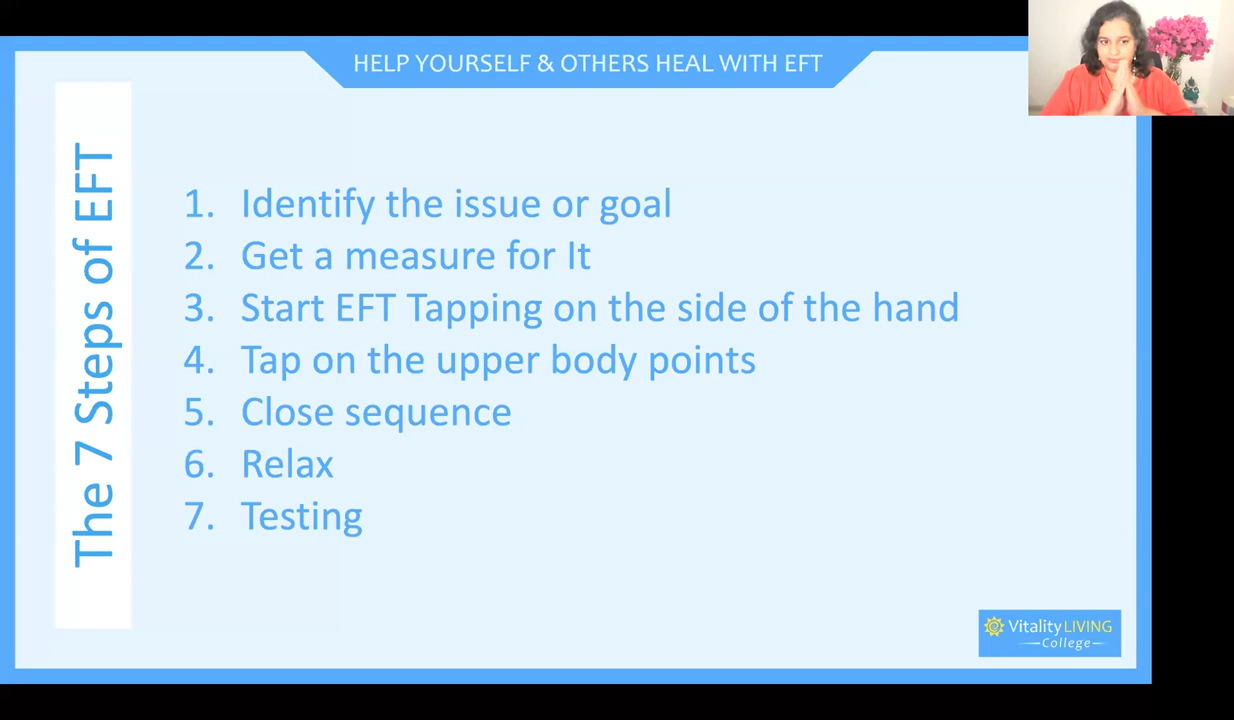 HELP YOURSELF & OTHERS HEAL WITH EFT
The 7 Steps of EFT
1. Identify the issue or goal
2. Get a measure for It
3. Start EFT Tapping on the side of the hand
4. Tap on the upper body points
5. Close sequence
6. Relax
7. Testing
Vitality LIVING
College